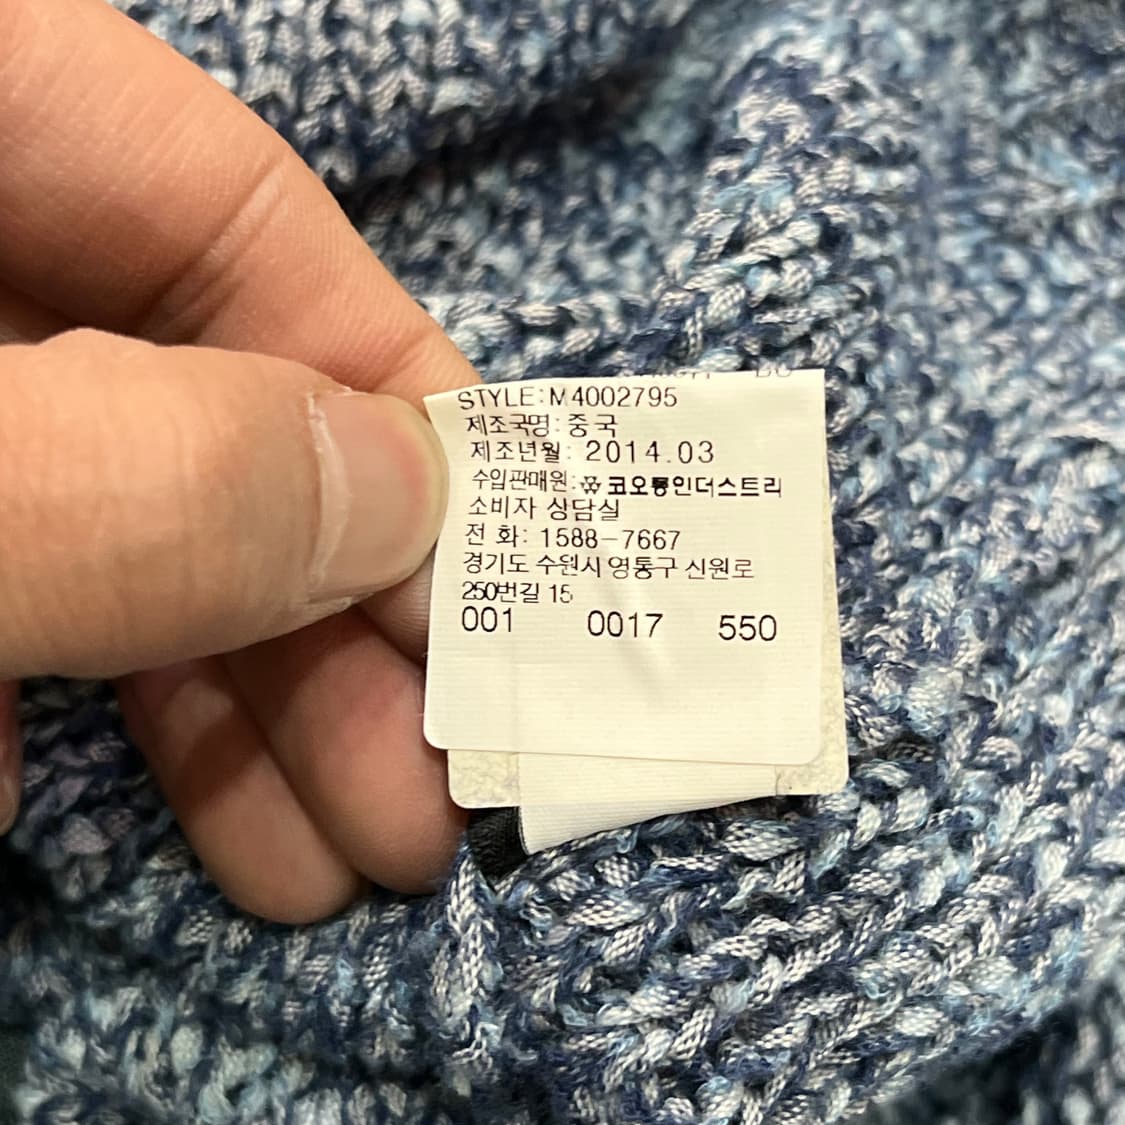 STYLE:M4002795
제조국명: 중국
제조년월: 2014.03
수입판매원: 코오롱인더스트리
소비자 상담실
전 화: 1588-7667
경기도 수원시 영통구 신원로
250번길 15
001 0017 550